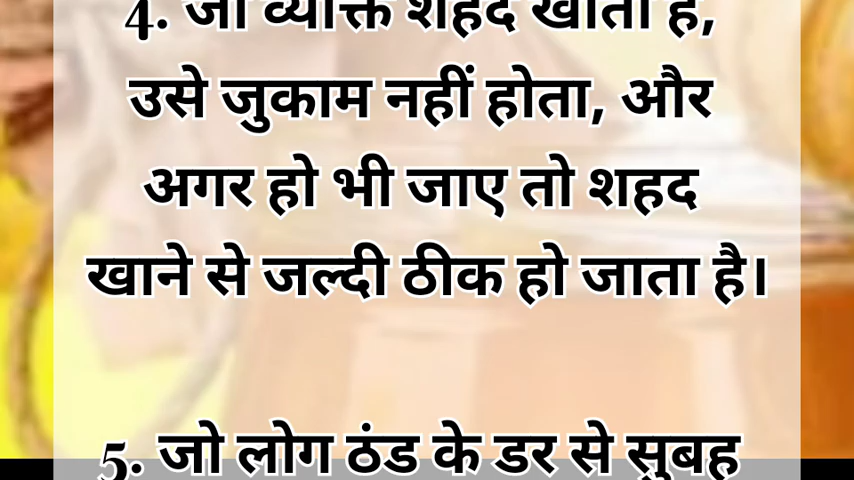 4. जो व्यक्ति शहद खाता है,
उसे जुकाम नहीं होता, और
अगर हो भी जाए तो शहद
खाने से जल्दी ठीक हो जाता है।
5. जो लोग ठंड के डर से सुबह